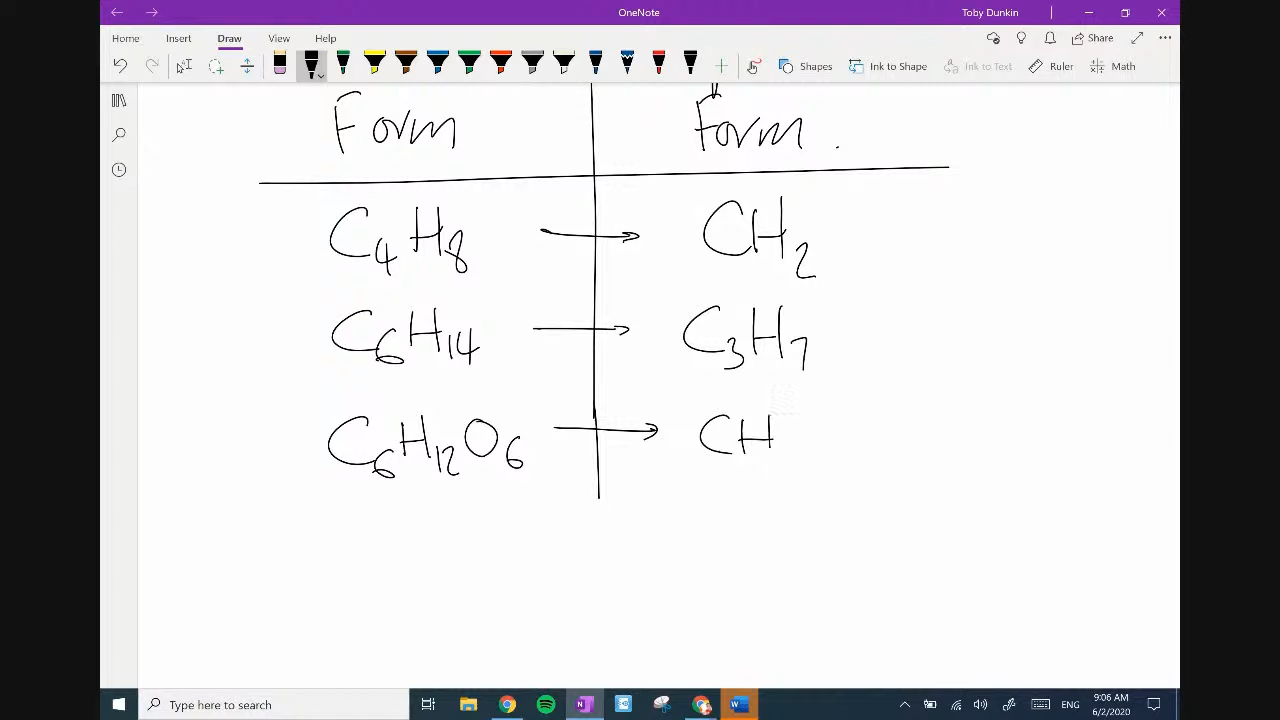 OneNote
Toby Dunkin
Home Insert Draw View Help
Share
Shapes Ink to Shape Ink to Text Ruler Math
Form Form.
C₄H₈ → CH₂
C₆H₁₄ → C₃H₇
C₆H₁₂O₆ → CH
Type here to search
ENG
9:06 AM
6/2/2020